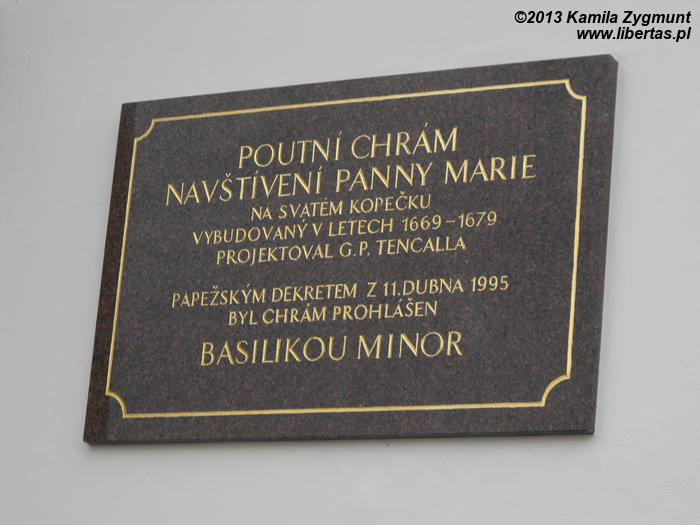 ©2013 Kamila Zygmunt
www.libertas.pl
POUTNÍ CHRÁM
NAVŠTÍVENÍ PANNY MARIE
NA SVATÉM KOPEČKU
VYBUDOVANÝ V LETECH 1669-1679
PROJEKTOVAL G.P. TENCALLA
PAPEŽSKÝM DEKRETEM Z 11.DUBNA 1995
BYL CHRÁM PROHLÁŠEN
BASILIKOU MINOR